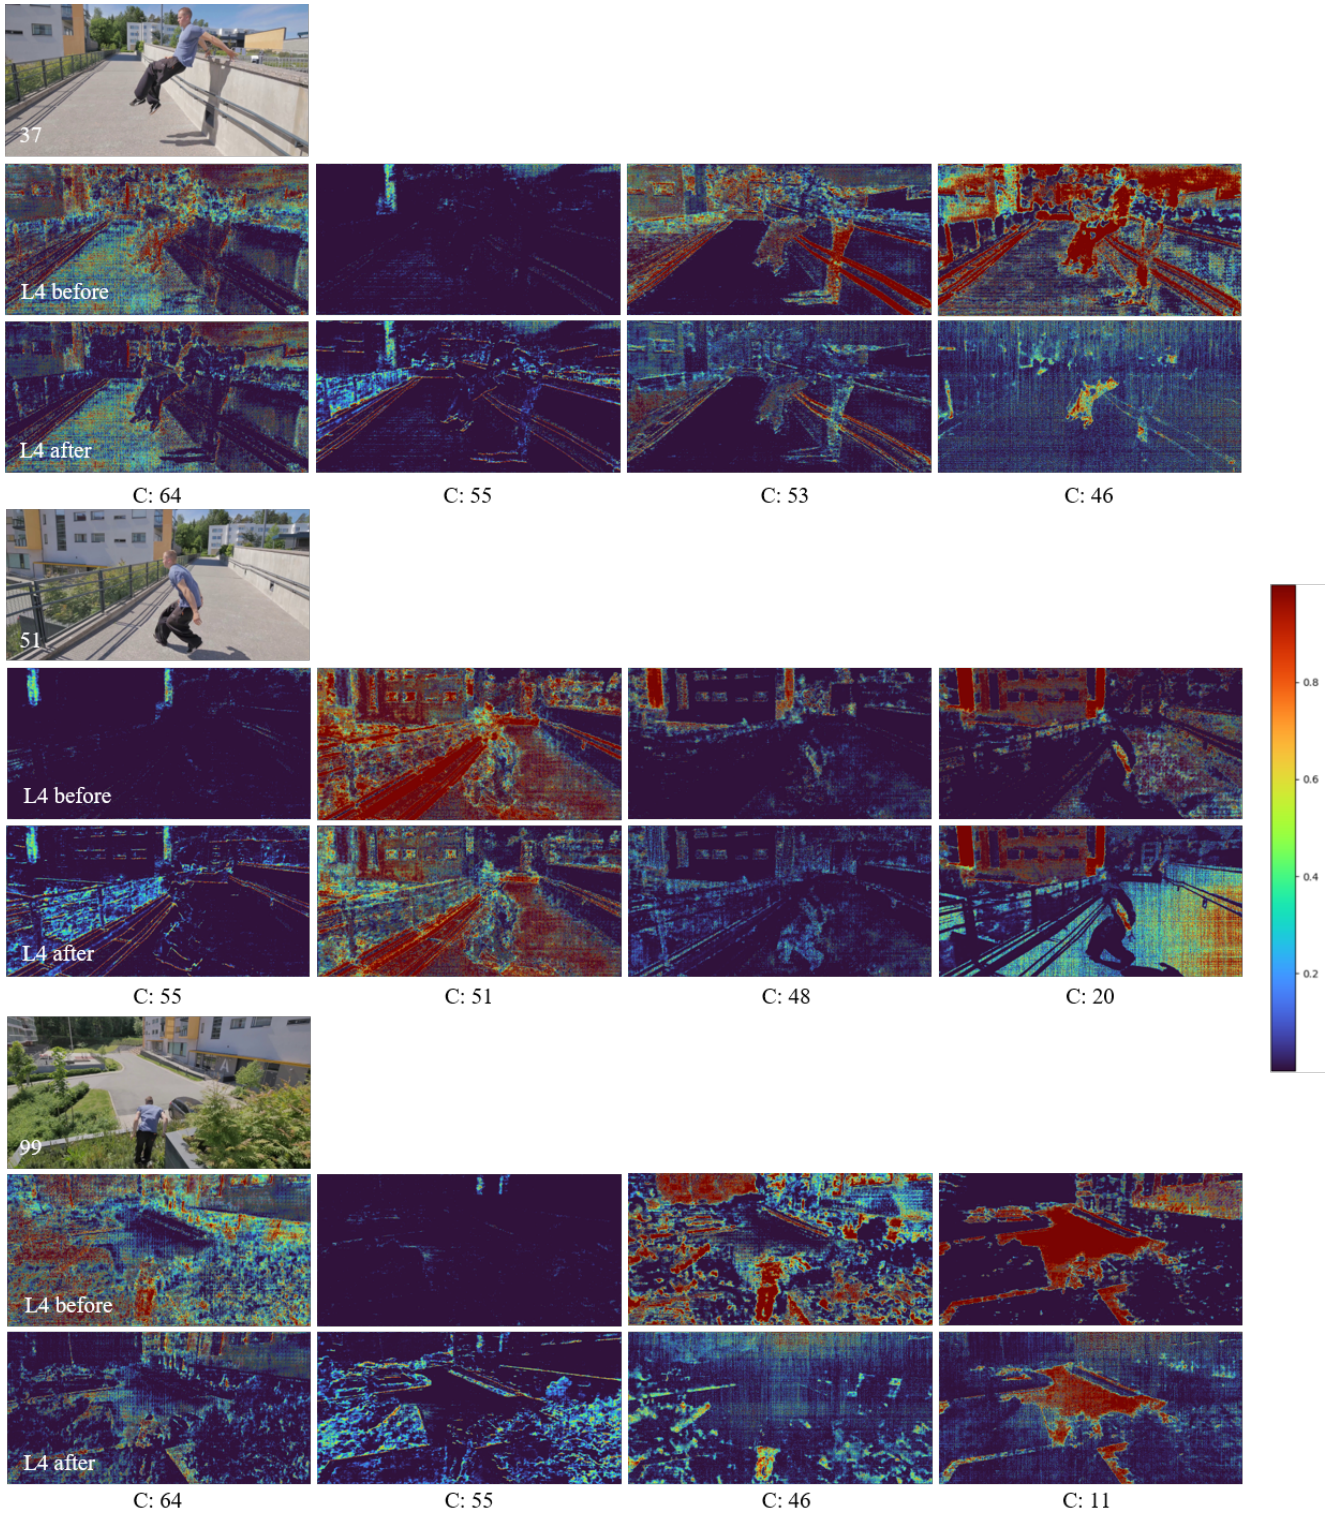 37
L4 before
L4 after
C: 64 C: 55 C: 53 C: 46
51
L4 before
L4 after
C: 55 C: 51 C: 48 C: 20
0.8
0.6
0.4
0.2
99
A
L4 before
L4 after
C: 64 C: 55 C: 46 C: 11